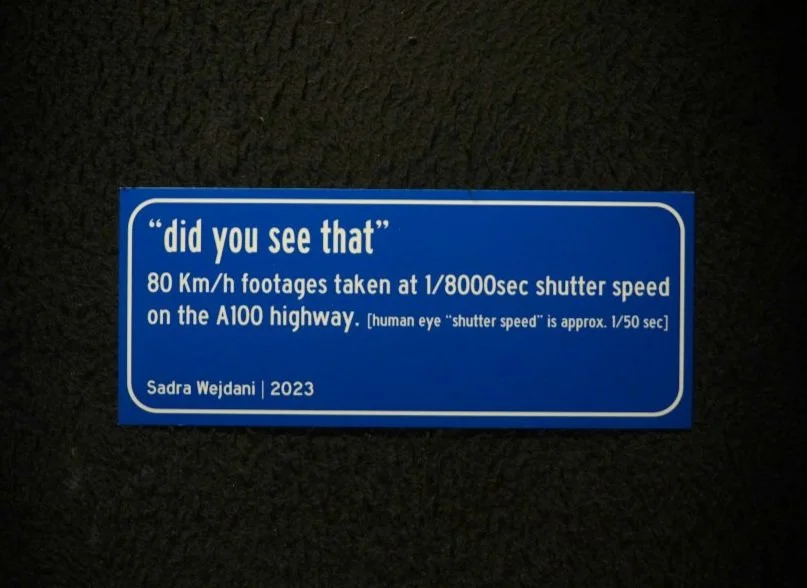 “did you see that”
80 Km/h footages taken at 1/8000sec shutter speed
on the A100 highway. [human eye “shutter speed” is approx. 1/50 sec]
Sadra Wejdani | 2023